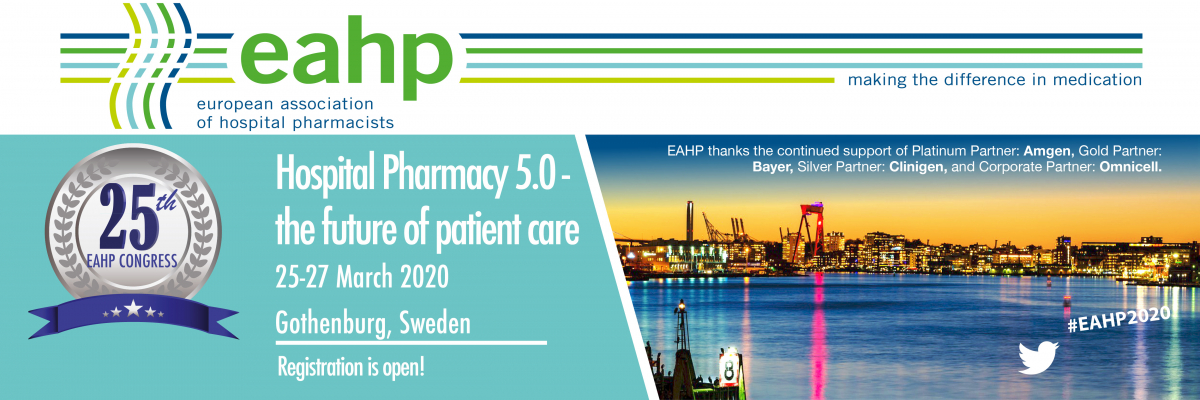 eahp
european association
of hospital pharmacists
making the difference in medication
25th
EAHP CONGRESS
Hospital Pharmacy 5.0 -
the future of patient care
25-27 March 2020
Gothenburg, Sweden
Registration is open!
EAHP thanks the continued support of Platinum Partner: Amgen, Gold Partner:
Bayer, Silver Partner: Clinigen, and Corporate Partner: Omnicell.
#EAHP2020
8